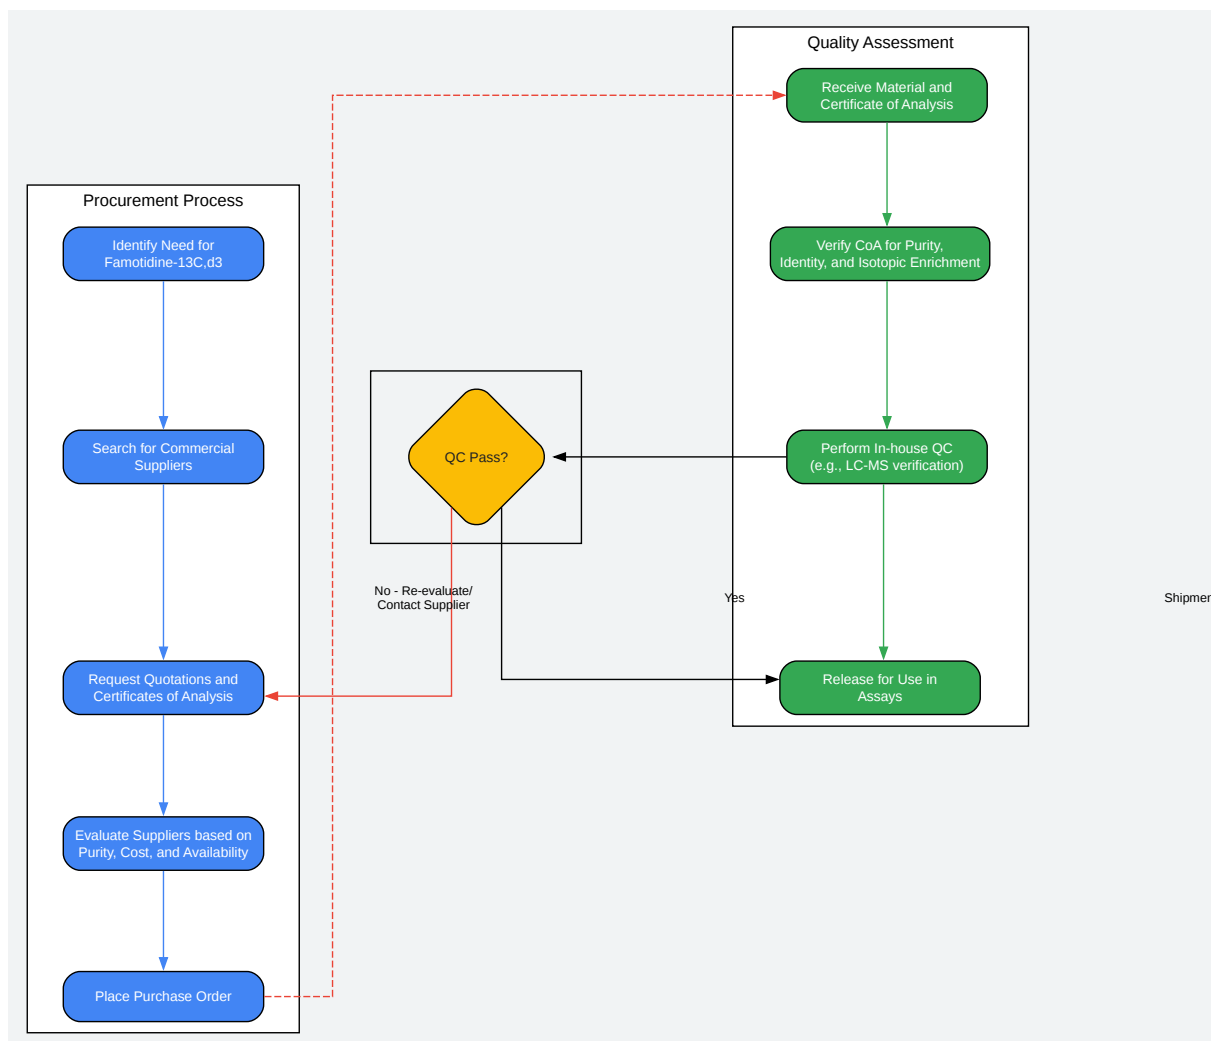 Quality Assessment
Receive Material and
Certificate of Analysis
Procurement Process
Identify Need for
Famotidine-13C,d3
Verify CoA for Purity,
Identity, and Isotopic Enrichment
Search for Commercial
Suppliers
QC Pass?
Perform In-house QC
(e.g., LC-MS verification)
No - Re-evaluate/
Contact Supplier
Yes
Request Quotations and
Certificates of Analysis
Release for Use in
Assays
Evaluate Suppliers based on
Purity, Cost, and Availability
Place Purchase Order